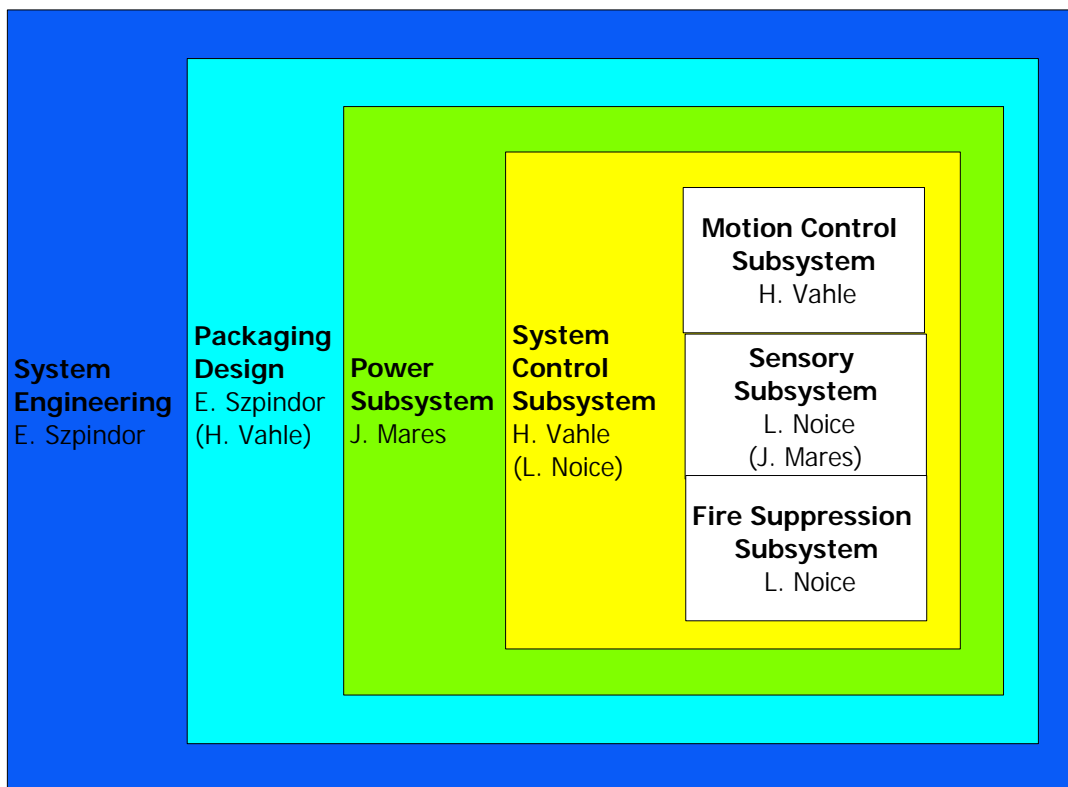 System
Engineering
E. Szpindor
Packaging
Design
E. Szpindor
(H. Vahle)
Power
Subsystem
J. Mares
System
Control
Subsystem
H. Vahle
(L. Noice)
Motion Control
Subsystem
H. Vahle
Sensory
Subsystem
L. Noice
(J. Mares)
Fire Suppression
Subsystem
L. Noice